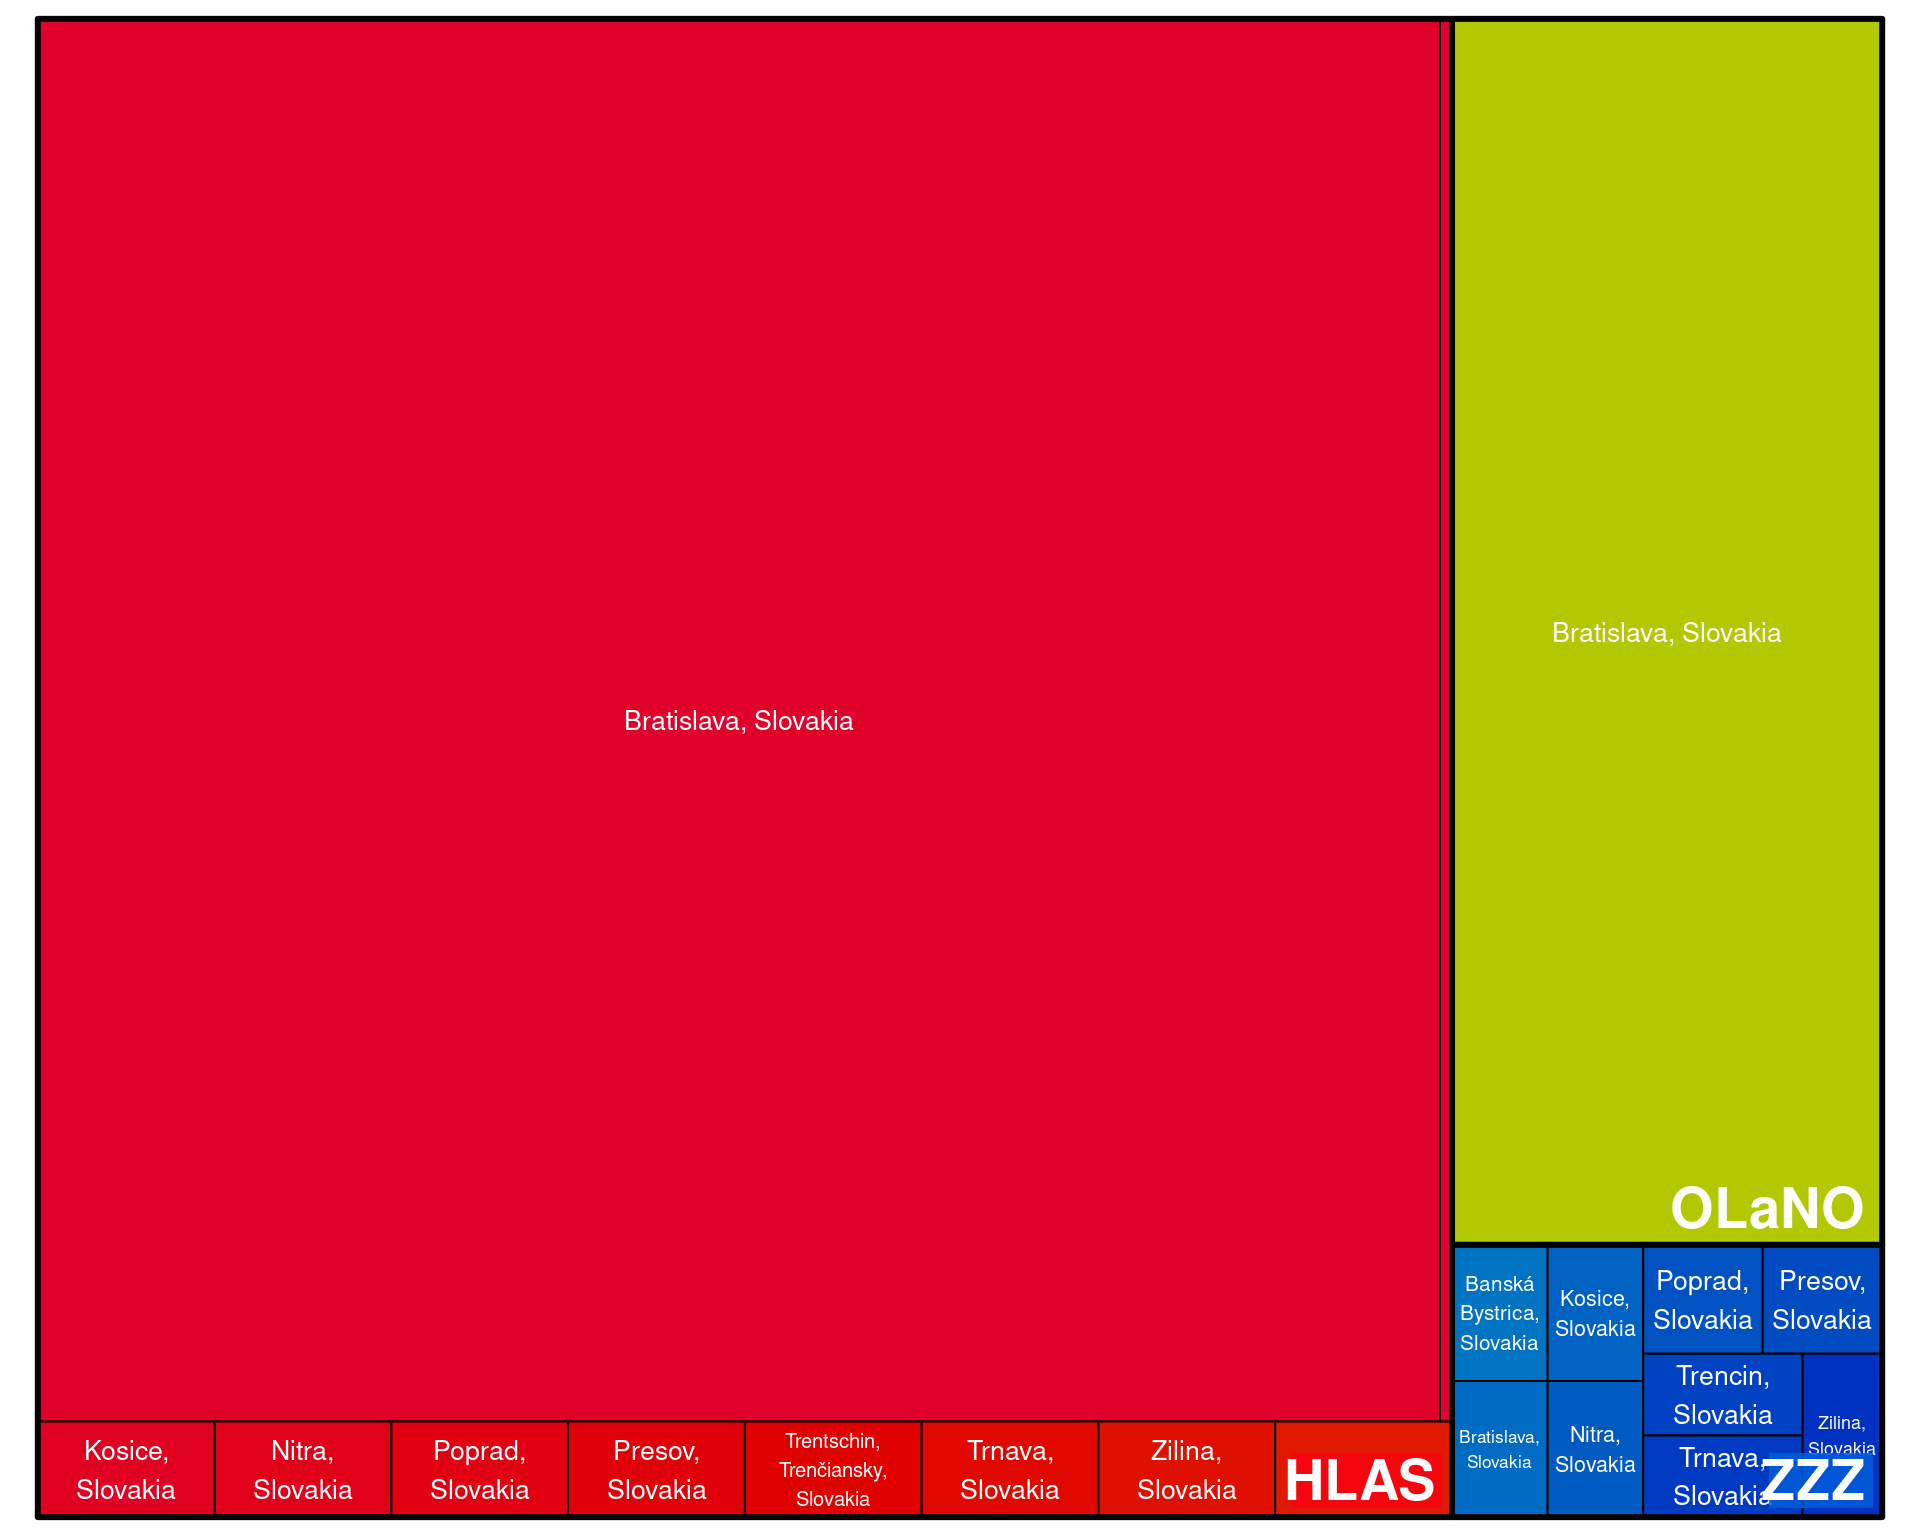 Bratislava, Slovakia
Kosice,
Slovakia
Nitra,
Slovakia
Poprad,
Slovakia
Presov,
Slovakia
Trentschin,
Trenčiansky,
Slovakia
Trnava,
Slovakia
Zilina,
Slovakia
HLAS
Bratislava, Slovakia
OLaNO
Banská
Bystrica,
Slovakia
Kosice,
Slovakia
Poprad,
Slovakia
Presov,
Slovakia
Bratislava,
Slovakia
Nitra,
Slovakia
Trencin,
Slovakia
Trnava,
Slovakia
Zilina,
Slovakia
ZZZ